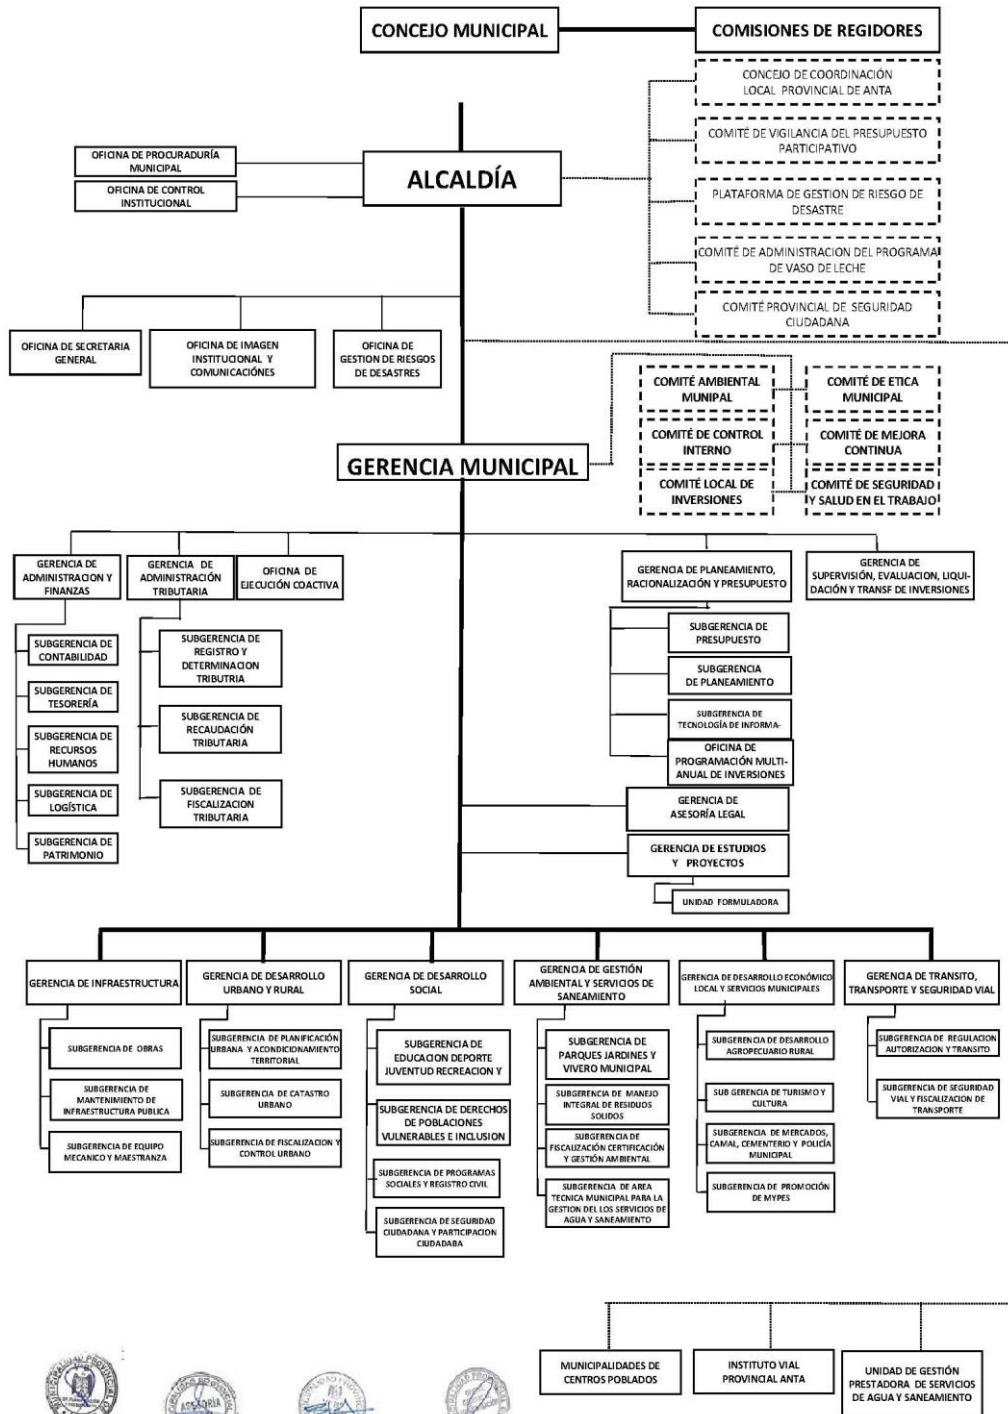 CONCEJO MUNICIPAL
COMISIONES DE REGIDORES
CONCEJO DE COORDINACIÓN
LOCAL PROVINCIAL DE ANTA
COMITÉ DE VIGILANCIA DEL PRESUPUESTO
PARTICIPATIVO
PLATAFORMA DE GESTION DE RIESGO DE
DESASTRE
COMITÉ DE ADMINISTRACION DEL PROGRAMA
DE VASO DE LECHE
COMITÉ PROVINCIAL DE SEGURIDAD
CIUDADANA
OFICINA DE PROCURADURÍA
MUNICIPAL
OFICINA DE CONTROL
INSTITUCIONAL
ALCALDÍA
OFICINA DE SECRETARIA
GENERAL
OFICINA DE IMAGEN
INSTITUCIONAL Y
COMUNICACIÓNES
OFICINA DE
GESTION DE RIESGOS
DE DESASTRES
COMITÉ AMBIENTAL
MUNIPAL
COMITÉ DE ETICA
MUNICIPAL
COMITÉ DE CONTROL
INTERNO
COMITÉ DE MEJORA
CONTINUA
COMITÉ LOCAL DE
INVERSIONES
COMITÉ DE SEGURIDAD
Y SALUD EN EL TRABAJO
GERENCIA MUNICIPAL
GERENCIA DE
ADMINISTRACION Y
FINANZAS
GERENCIA DE
ADMINISTRACIÓN
TRIBUTARIA
OFICINA DE
EJECUCIÓN COACTIVA
GERENCIA DE PLANEAMIENTO,
RACIONALIZACIÓN Y PRESUPUESTO
GERENCIA DE
SUPERVISIÓN, EVALUACION, LIQUI-
DACIÓN Y TRANSF DE INVERSIONES
SUBGERENCIA DE
CONTABILIDAD
SUBGERENCIA DE
TESORERÍA
SUBGERENCIA DE
RECURSOS
HUMANOS
SUBGERENCIA DE
LOGÍSTICA
SUBGERENCIA DE
PATRIMONIO
SUBGERENCIA DE
REGISTRO Y
DETERMINACION
TRIBUTRIA
SUBGERENCIA DE
RECAUDACIÓN
TRIBUTARIA
SUBGERENCIA DE
FISCALIZACION
TRIBUTARIA
SUBGERENCIA DE
PRESUPUESTO
SUBGERENCIA
DE PLANEAMIENTO
SUBGERENCIA DE
TECNOLOGÍA DE INFORMA-
OFICINA DE
PROGRAMACIÓN MULTI-
ANUAL DE INVERSIONES
GERENCIA DE
ASESORÍA LEGAL
GERENCIA DE ESTUDIOS
Y PROYECTOS
UNIDAD FORMULADORA
GERENCIA DE INFRAESTRUCTURA
SUBGERENCIA DE OBRAS
SUBGERENCIA DE
MANTENIMIENTO DE
INFRAESTRUCTURA PUBLICA
SUBGERENCIA DE EQUIPO
MECANICO Y MAESTRANZA
GERENCIA DE DESARROLLO
URBANO Y RURAL
SUBGERENCIA DE PLANIFICACIÓN
URBANA Y ACONDICIONAMIENTO
TERRITORIAL
SUBGERENCIA DE CATASTRO
URBANO
SUBGERENCIA DE FISCALIZACION Y
CONTROL URBANO
GERENCIA DE DESARROLLO
SOCIAL
SUBGERENCIA DE
EDUCACION DEPORTE
JUVENTUD RECREACION Y
SUBGERENCIA DE DERECHOS
DE POBLACIONES
VULNERABLES E INCLUSION
SUBGERENCIA DE PROGRAMAS
SOCIALES Y REGISTRO CIVIL
SUBGERENCIA DE SEGURIDAD
CIUDADANA Y PARTICIPACION
CIUDADABA
GERENCIA DE GESTIÓN
AMBIENTAL Y SERVICIOS DE
SANEAMIENTO
SUBGERENCIA DE
PARQUES JARDINES Y
VIVERO MUNICIPAL
SUBGERENCIA DE MANEJO
INTEGRAL DE RESIDUOS
SOLIDOS
SUBGERENCIA DE
FISCALIZACIÓN CERTIFICACIÓN
Y GESTIÓN AMBIENTAL
SUBGERENCIA DE AREA
TECNICA MUNICIPAL PARA LA
GESTION DEL LOS SERVICIOS DE
AGUA Y SANEAMIENTO
GERENCIA DE DESARROLLO ECONÓMICO
LOCAL Y SERVICIOS MUNICIPALES
SUBGERENCIA DE DESARROLLO
AGROPECUARIO RURAL
SUB GERENCIA DE TURISMO Y
CULTURA
SUBGERENCIA DE MERCADOS,
CAMAL, CEMENTERIO Y POLICÍA
MUNICIPAL
SUBGERENCIA DE PROMOCIÓN
DE MYPES
GERENCIA DE TRANSITO,
TRANSPORTE Y SEGURIDAD VIAL
SUBGERENCIA DE REGULACION
AUTORIZACION Y TRANSITO
SUBGERENCIA DE SEGURIDAD
VIAL Y FISCALIZACION DE
TRANSPORTE
MUNICIPALIDADES DE
CENTROS POBLADOS
INSTITUTO VIAL
PROVINCIAL ANTA
UNIDAD DE GESTIÓN
PRESTADORA DE SERVICIOS
DE AGUA Y SANEAMIENTO